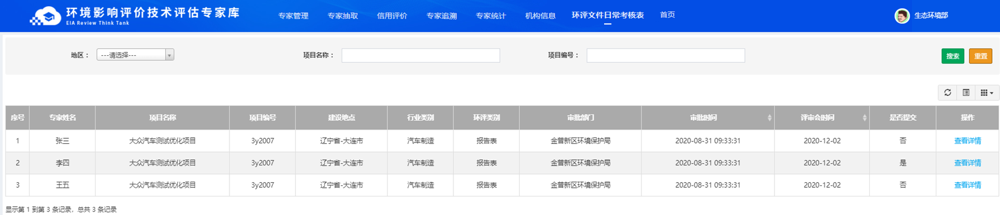 环境影响评价技术评估专家库
EIA Review Think Tank
专家管理 专家抽取 信用评价 专家追溯 专家统计 机构信息 环评文件日常考核表 首页 生态环境部
地区： ---请选择--- 项目名称： 项目编号： 搜索 重置
序号 专家姓名 项目名称 项目编号 建设地点 行业类别 环评类别 审批部门 审批时间 评审会时间 是否提交 操作
1 张三 大众汽车测试优化项目 3y2007 辽宁省-大连市 汽车制造 报告表 金普新区环境保护局 2020-08-31 09:33:31 2020-12-02 否 查看详情
2 李四 大众汽车测试优化项目 3y2007 辽宁省-大连市 汽车制造 报告表 金普新区环境保护局 2020-08-31 09:33:31 2020-12-02 是 查看详情
3 王五 大众汽车测试优化项目 3y2007 辽宁省-大连市 汽车制造 报告表 金普新区环境保护局 2020-08-31 09:33:31 2020-12-02 否 查看详情
显示第 1 到第 3 条记录，总共 3 条记录